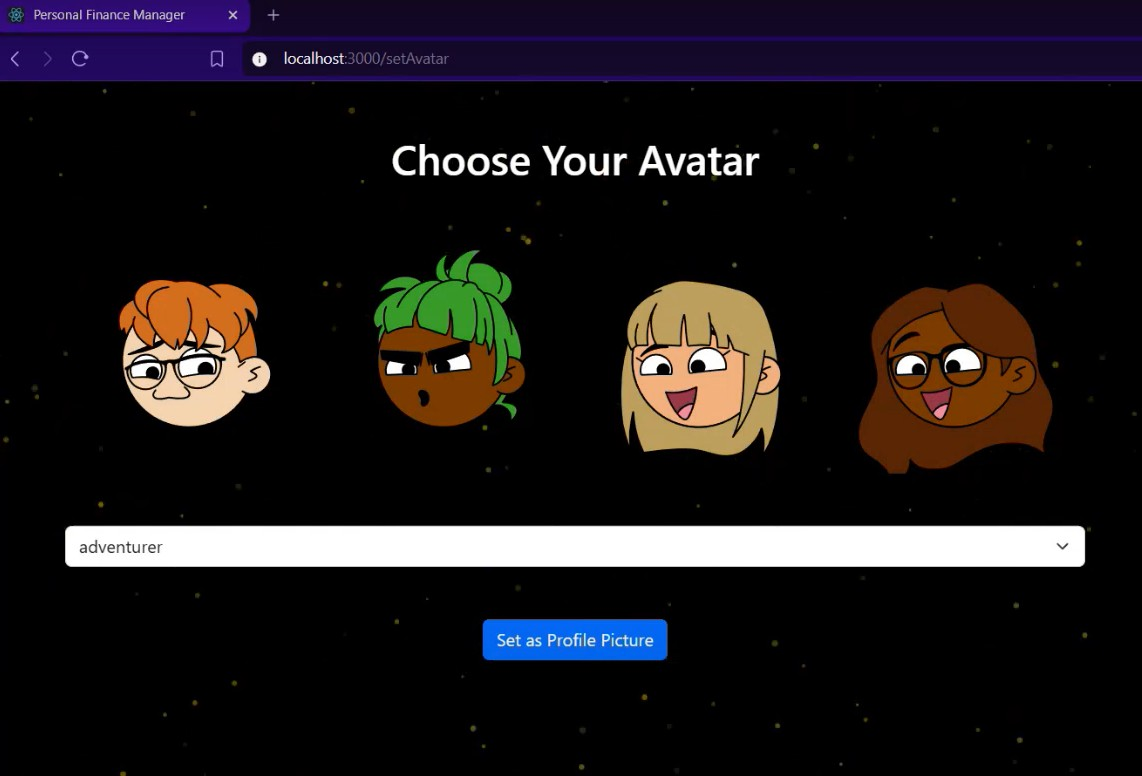 Personal Finance Manager
localhost:3000/setAvatar
Choose Your Avatar
adventurer
Set as Profile Picture